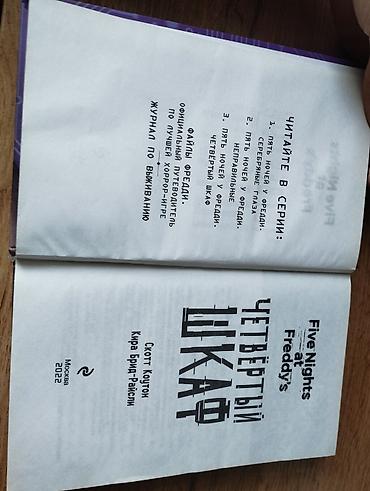 ЧИТАЙТЕ В СЕРИИ:
1. ПЯТЬ НОЧЕЙ У ФРЕДДИ.
СЕРЕБРЯНЫЕ ГЛАЗА
2. ПЯТЬ НОЧЕЙ У ФРЕДДИ.
НЕПРАВИЛЬНЫЕ
3. ПЯТЬ НОЧЕЙ У ФРЕДДИ.
ЧЕТВЁРТЫЙ ШКАФ
ФАЙЛЫ ФРЕДДИ.
ОФИЦИАЛЬНЫЙ ПУТЕВОДИТЕЛЬ
ПО ЛУЧШЕЙ ХОРРОР-ИГРЕ
ЖУРНАЛ ПО ВЫЖИВАНИЮ
Five Nights
at
Freddy's
ЧЕТВЁРТЫЙ
ШКАФ
Скотт Коутон
Кира Брид-Райсли
Москва
2022